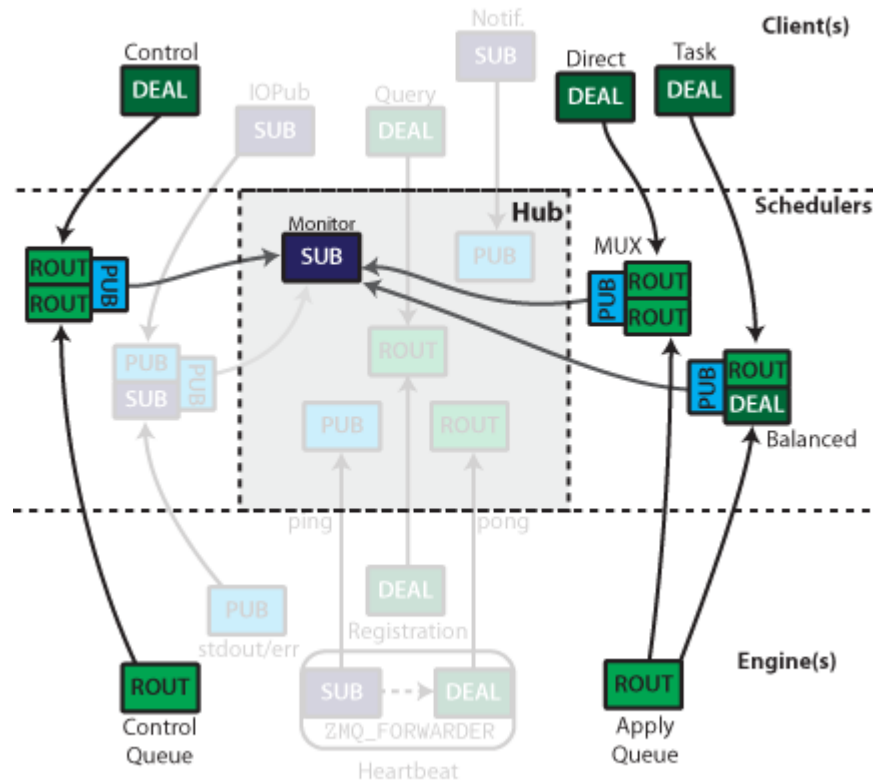 Notif.
Client(s)
Control
SUB
Direct
Task
DEAL
IOPub
Query
DEAL
DEAL
SUB
DEAL
Monitor
Hub
Schedulers
SUB
PUB
MUX
ROUT
PUB
ROUT
PUB
ROUT
ROUT
PUB
SUB
PUB
ROUT
PUB
ROUT
DEAL
Balanced
PUB
ROUT
ping
pong
DEAL
Registration
PUB
stdout/err
Engine(s)
ROUT
Control
Queue
SUB
DEAL
ZMQ_FORWARDER
Heartbeat
ROUT
Apply
Queue